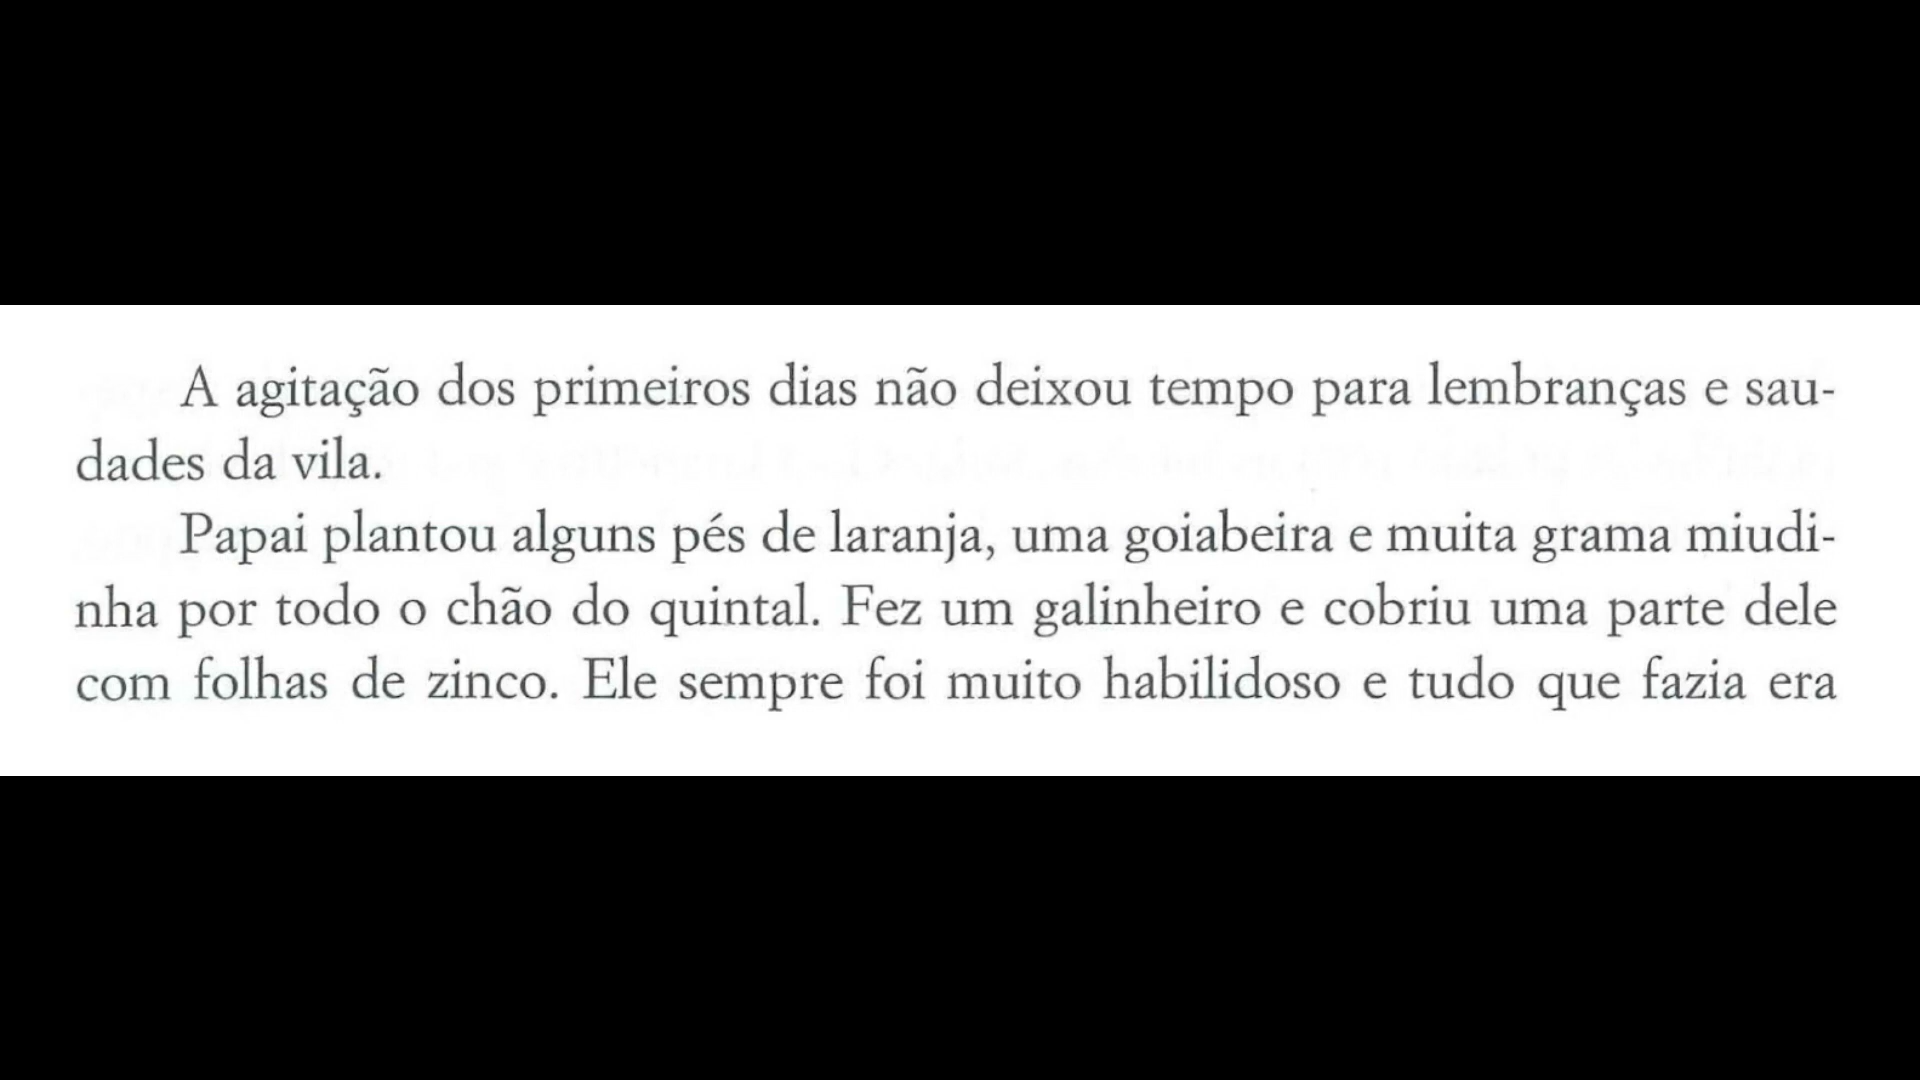 A agitação dos primeiros dias não deixou tempo para lembranças e sau-
dades da vila.
Papai plantou alguns pés de laranja, uma goiabeira e muita grama miudi-
nha por todo o chão do quintal. Fez um galinheiro e cobriu uma parte dele
com folhas de zinco. Ele sempre foi muito habilidoso e tudo que fazia era